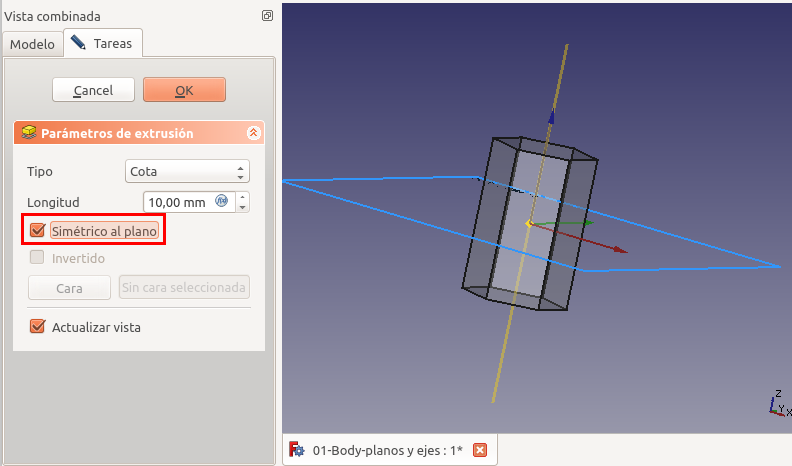 Vista combinada
Modelo
Tareas
Cancel
OK
Parámetros de extrusión
Tipo
Cota
Longitud
10,00 mm
Simétrico al plano
Invertido
Cara
Sin cara seleccionada
Actualizar vista
Z
Y
X
01-Body-planos y ejes : 1*